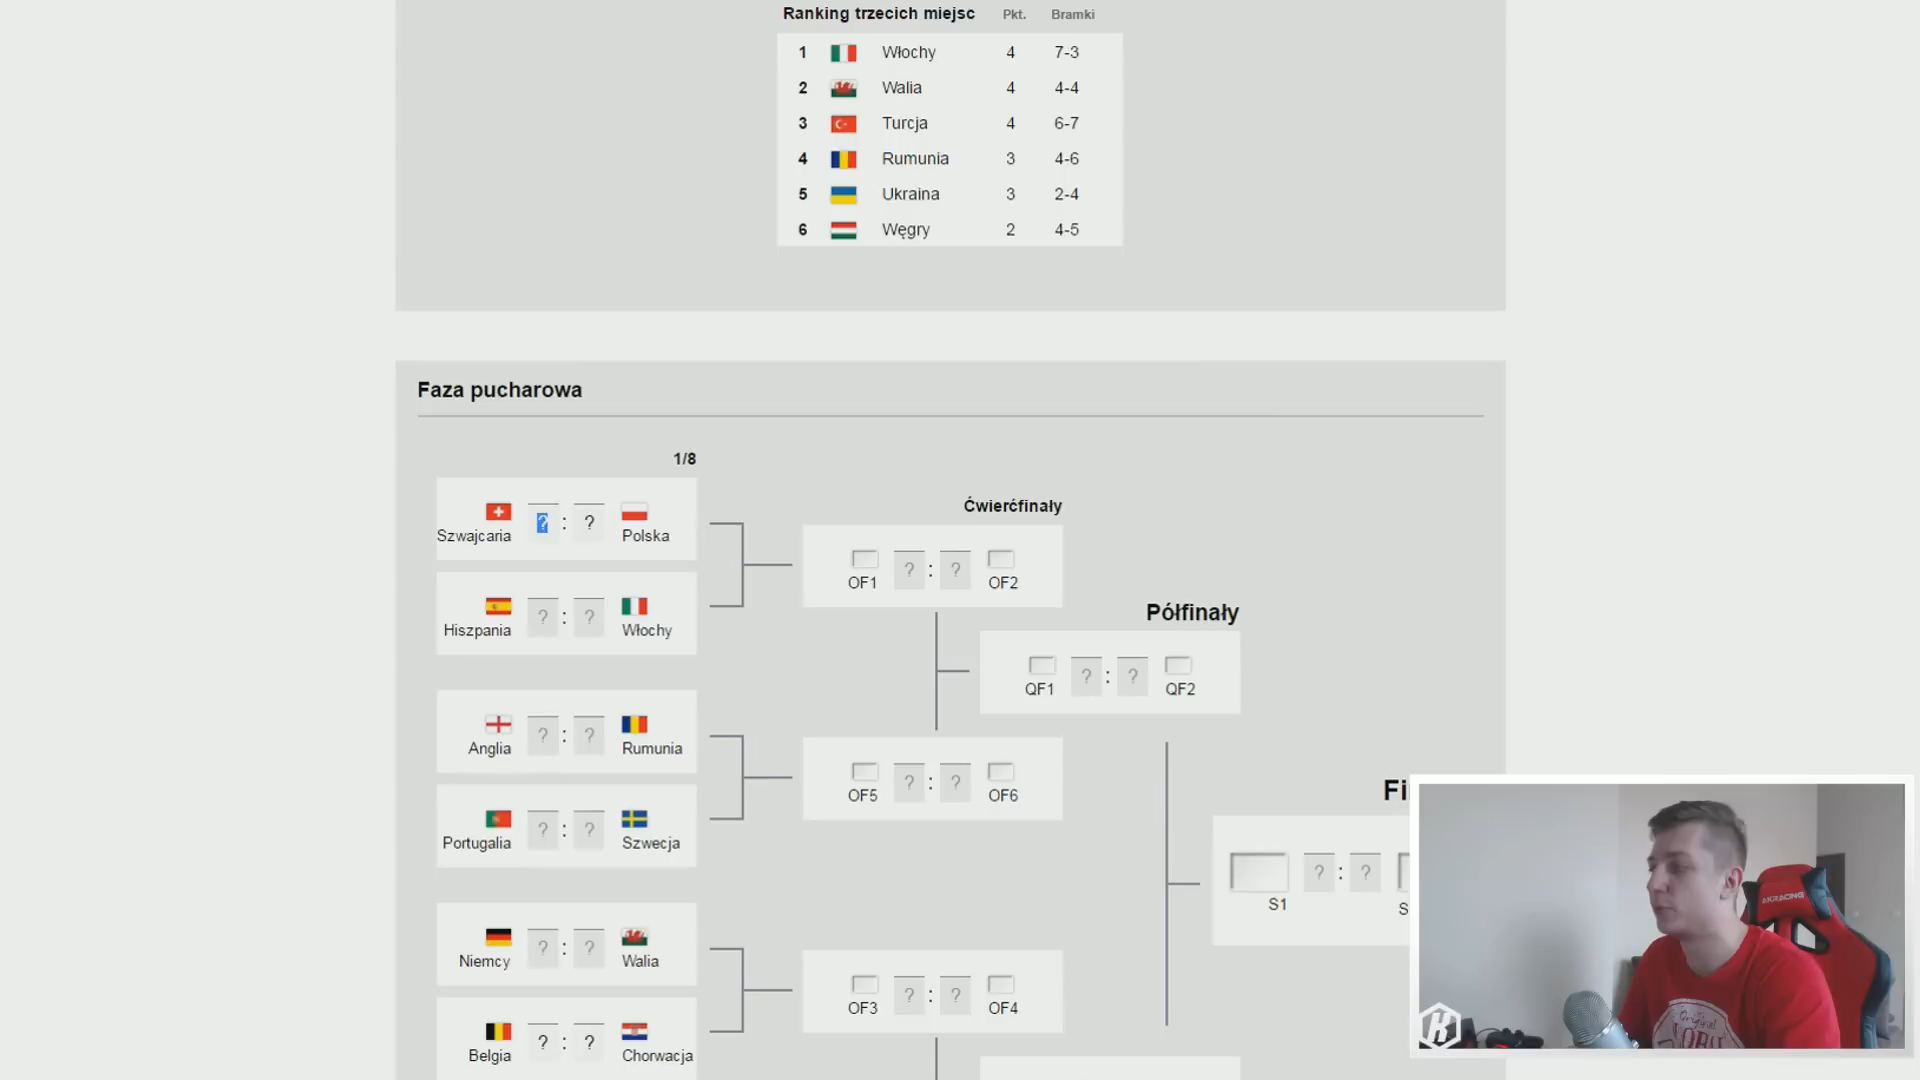 Ranking trzecich miejsc Pkt. Bramki
1 Włochy 4 7-3
2 Walia 4 4-4
3 Turcja 4 6-7
4 Rumunia 3 4-6
5 Ukraina 3 2-4
6 Węgry 2 4-5
Faza pucharowa
1/8
Szwajcaria ? : ? Polska
Hiszpania ? : ? Włochy
Anglia ? : ? Rumunia
Portugalia ? : ? Szwecja
Niemcy ? : ? Walia
Belgia ? : ? Chorwacja
Ćwierćfinały
OF1 ? : ? OF2
OF5 ? : ? OF6
OF3 ? : ? OF4
Półfinały
QF1 ? : ? QF2
Fi
S1 ? : ? S
AKRACING
K